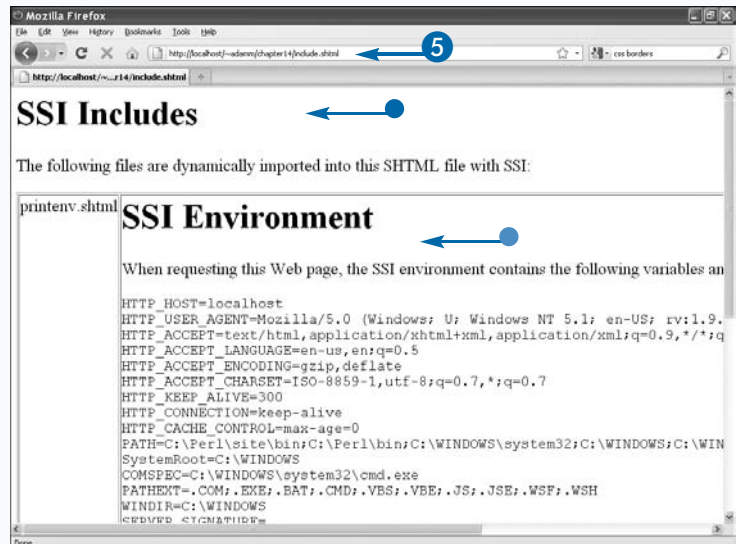 Mozilla Firefox
File Edit View History Bookmarks Tools Help
http://localhost/~adamm/chapter14/include.shtml
css borders
5
http://localhost/~...r14/include.shtml
SSI Includes
The following files are dynamically imported into this SHTML file with SSI:
printenv.shtml
SSI Environment
When requesting this Web page, the SSI environment contains the following variables an
HTTP_HOST=localhost
HTTP_USER_AGENT=Mozilla/5.0 (Windows; U; Windows NT 5.1; en-US; rv:1.9.
HTTP_ACCEPT=text/html,application/xhtml+xml,application/xml;q=0.9,*/*;q
HTTP_ACCEPT_LANGUAGE=en-us,en;q=0.5
HTTP_ACCEPT_ENCODING=gzip,deflate
HTTP_ACCEPT_CHARSET=ISO-8859-1,utf-8;q=0.7,*;q=0.7
HTTP_KEEP_ALIVE=300
HTTP_CONNECTION=keep-alive
HTTP_CACHE_CONTROL=max-age=0
PATH=C:\Perl\site\bin;C:\Perl\bin;C:\WINDOWS\system32;C:\WINDOWS;C:\WIN
SystemRoot=C:\WINDOWS
COMSPEC=C:\WINDOWS\system32\cmd.exe
PATHEXT=.COM;.EXE;.BAT;.CMD;.VBS;.VBE;.JS;.JSE;.WSF;.WSH
WINDIR=C:\WINDOWS
SERVER_SIGNATURE=
Done